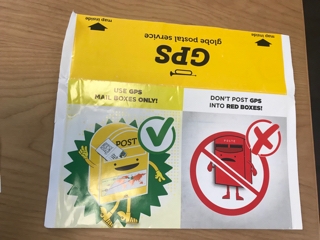 map inside
map inside
globe postal service
GPS
USE GPS
MAIL BOXES ONLY!
DON'T POST GPS
INTO RED BOXES!
POST